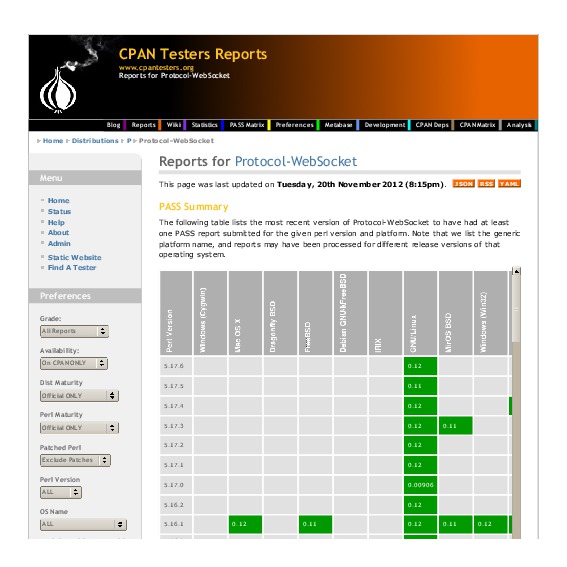 CPAN Testers Reports
www.cpantesters.org
Reports for Protocol-WebSocket
Blog Reports Wiki Statistics PASS Matrix Preferences Metabase Development CPAN Deps CPAN Matrix Analysis
Home Distributions P Protocol-WebSocket
Menu
Home
Status
Help
About
Admin
Static Website
Find A Tester
Preferences
Grade:
All Reports
Availability:
On CPAN ONLY
Dist Maturity
Official ONLY
Perl Maturity
Official ONLY
Patched Perl
Exclude Patches
Perl Version
ALL
OS Name
ALL
Reports for Protocol-WebSocket
This page was last updated on Tuesday, 20th November 2012 (8:15pm). JSON RSS YAML
PASS Summary
The following table lists the most recent version of Protocol-WebSocket to have had at least
one PASS report submitted for the given perl version and platform. Note that we list the generic
platform name, and reports may have been processed for different release versions of that
operating system.
Perl Version Windows (Cygwin) Mac OS X Dragonfly BSD FreeBSD Debian GNU/kFreeBSD IRIX GNU/Linux MirOS BSD Windows (Win32)
5.17.6 0.12
5.17.5 0.11
5.17.4 0.12
5.17.3 0.12 0.11
5.17.2 0.12
5.17.1 0.12
5.17.0 0.00906
5.16.2 0.12
5.16.1 0.12 0.11 0.12 0.11 0.12